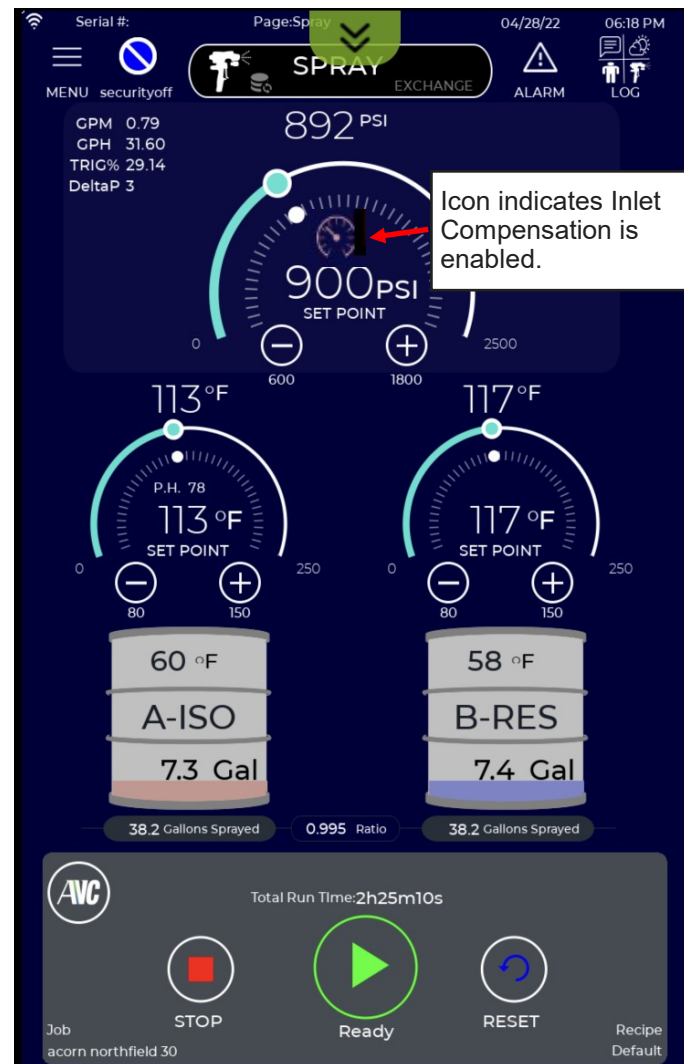 Serial #: Page:Spray 04/28/22 06:18 PM
SPRAY
EXCHANGE
MENU securityoff ALARM LOG
GPM 0.79
GPH 31.60
TRIG% 29.14
DeltaP 3
892 PSI
Icon indicates Inlet
Compensation is
enabled.
900PSI
SET POINT
0 2500
600 1800
113°F 117°F
P.H. 78
113 °F 117 °F
SET POINT SET POINT
0 250 0 250
80 150 80 150
60 °F 58 °F
A-ISO B-RES
7.3 Gal 7.4 Gal
38.2 Gallons Sprayed 0.995 Ratio 38.2 Gallons Sprayed
AVC
Total Run TIme:2h25m10s
STOP Ready RESET
Job Recipe
acorn northfield 30 Default